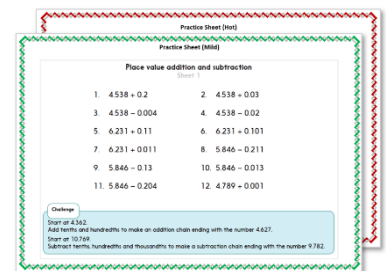 Practice Sheet (Hot)
Practice Sheet (Mild)
Place value addition and subtraction
Sheet 1
1. 4.538 + 0.2
2. 4.538 + 0.03
3. 4.538 – 0.004
4. 4.538 – 0.02
5. 6.231 + 0.11
6. 6.231 + 0.101
7. 6.231 + 0.011
8. 5.846 – 0.211
9. 5.846 – 0.13
10. 5.846 – 0.013
11. 5.846 – 0.204
12. 4.789 + 0.001
Challenge
Start at 4.362.
Add tenths and hundredths to make an addition chain ending with the number 4.627.
Start at 10.769.
Subtract tenths, hundredths and thousandths to make a subtraction chain ending with the number 9.782.